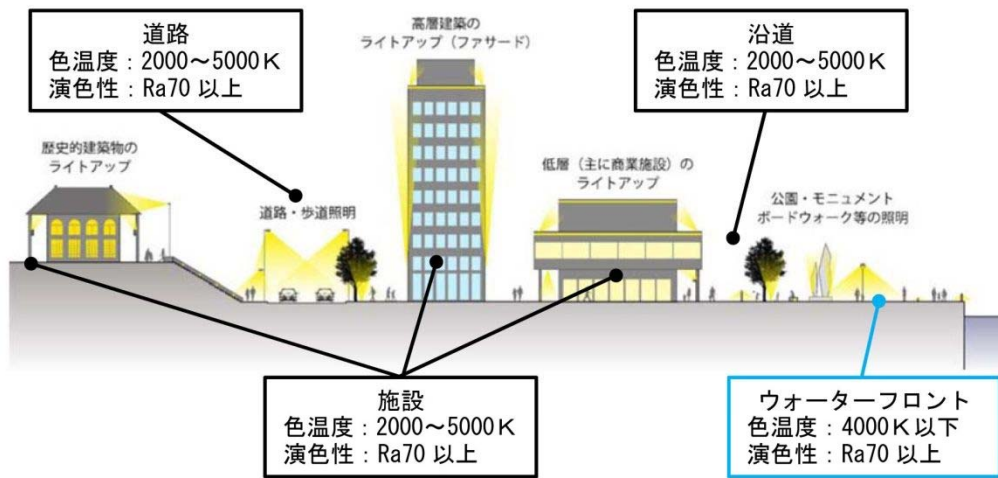 道路
色温度：2000～5000K
演色性：Ra70 以上
高層建築の
ライトアップ（ファサード）
沿道
色温度：2000～5000K
演色性：Ra70 以上
歴史的建築物の
ライトアップ
道路・歩道照明
低層（主に商業施設）の
ライトアップ
公園・モニュメント
ボードウォーク等の照明
施設
色温度：2000～5000K
演色性：Ra70 以上
ウォーターフロント
色温度：4000K以下
演色性：Ra70 以上